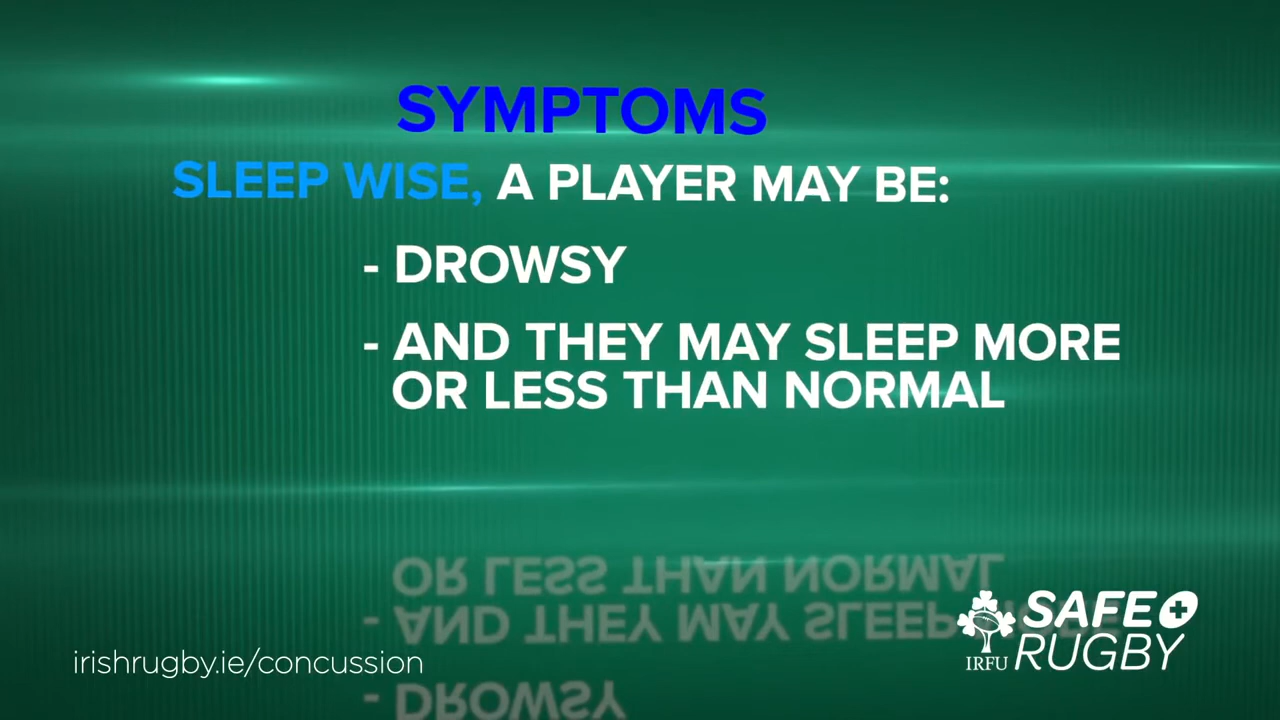 SYMPTOMS
SLEEP WISE, A PLAYER MAY BE:
- DROWSY
- AND THEY MAY SLEEP MORE
OR LESS THAN NORMAL
irishrugby.ie/concussion
IRFU
SAFE
RUGBY